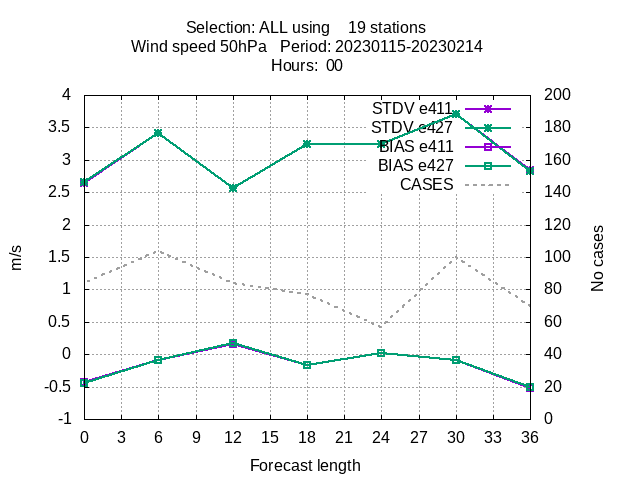 Selection: ALL using 19 stations
Wind speed 50hPa Period: 20230115-20230214
Hours: 00
4
3.5
3
2.5
2
1.5
1
0.5
0
-0.5
-1
200
180
160
140
120
100
80
60
40
20
0
STDV e411
STDV e427
BIAS e411
BIAS e427
CASES
m/s
No cases
0 3 6 9 12 15 18 21 24 27 30 33 36
Forecast length